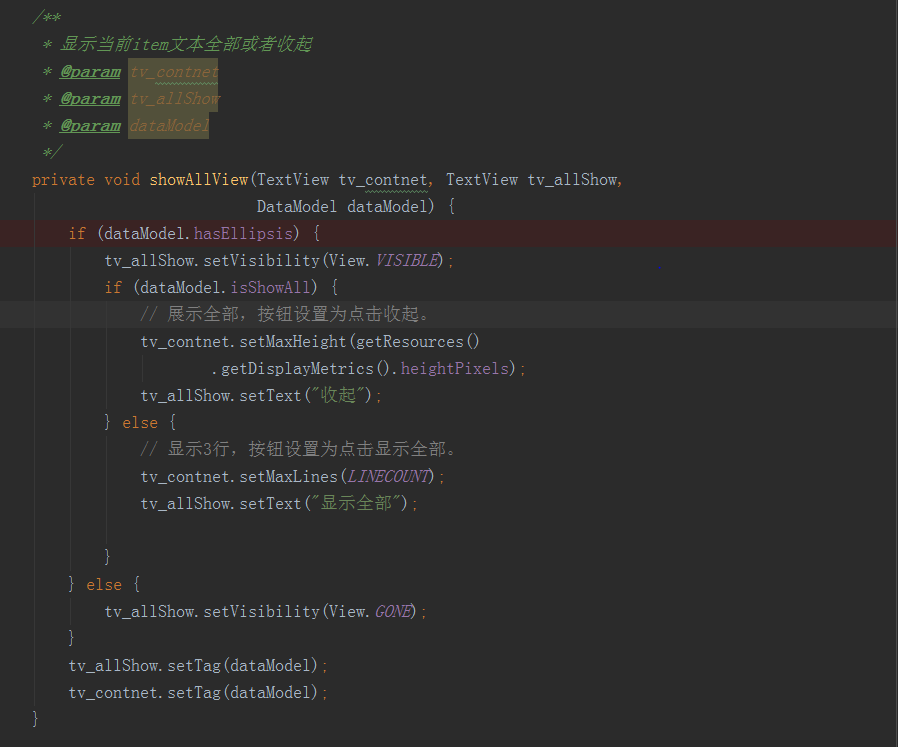 /**
 * 显示当前item文本全部或者收起
 * @param tv_contnet
 * @param tv_allShow
 * @param dataModel
 */
private void showAllView(TextView tv_contnet, TextView tv_allShow,
                         DataModel dataModel) {
    if (dataModel.hasEllipsis) {
        tv_allShow.setVisibility(View.VISIBLE);
        if (dataModel.isShowAll) {
            // 展示全部，按钮设置为点击收起。
            tv_contnet.setMaxHeight(getResources()
                    .getDisplayMetrics().heightPixels);
            tv_allShow.setText("收起");
        } else {
            // 显示3行，按钮设置为点击显示全部。
            tv_contnet.setMaxLines(LINECOUNT);
            tv_allShow.setText("显示全部");
        }
    } else {
        tv_allShow.setVisibility(View.GONE);
    }
    tv_allShow.setTag(dataModel);
    tv_contnet.setTag(dataModel);
}